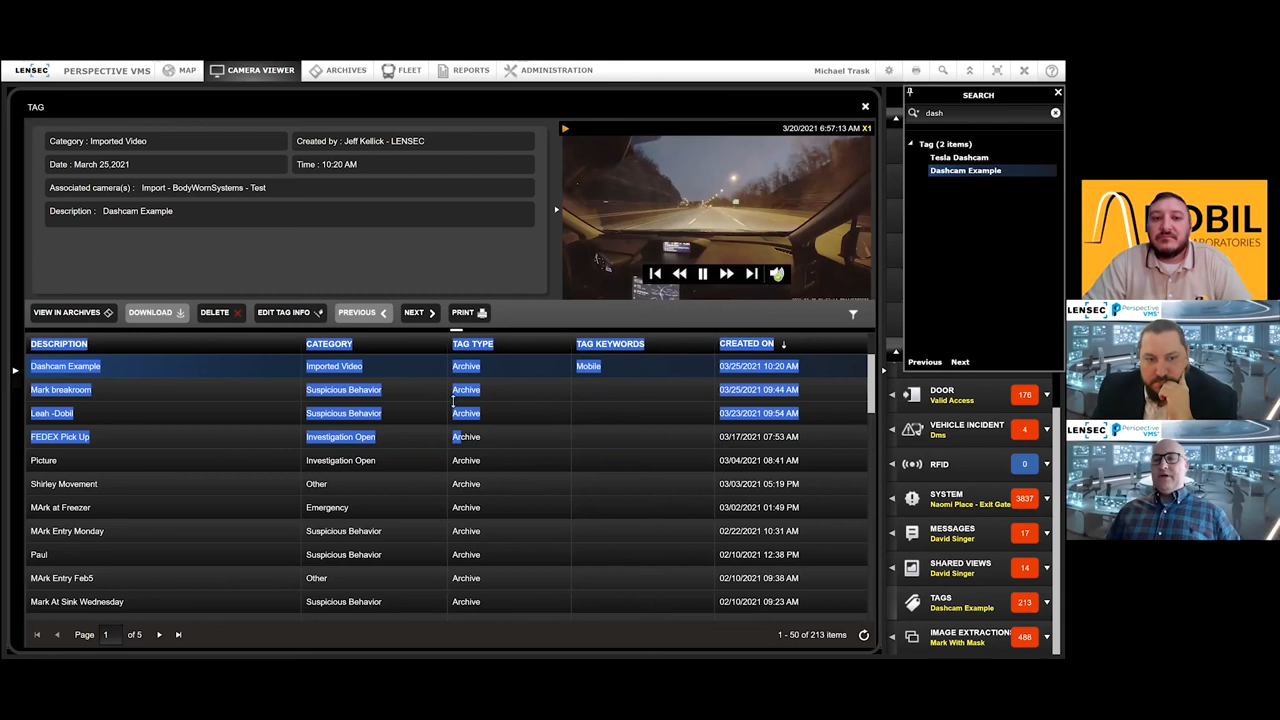 LENSEC PERSPECTIVE VMS MAP CAMERA VIEWER ARCHIVES FLEET REPORTS ADMINISTRATION Michael Trask
TAG
Category : Imported Video Created by : Jeff Kellick - LENSEC
Date : March 25,2021 Time : 10:20 AM
Associated camera(s) : Import - BodyWornSystems - Test
Description : Dashcam Example
3/20/2021 6:57:13 AM X1
VIEW IN ARCHIVES DOWNLOAD DELETE EDIT TAG INFO PREVIOUS NEXT PRINT
DESCRIPTION CATEGORY TAG TYPE TAG KEYWORDS CREATED ON
Dashcam Example Imported Video Archive Mobile 03/25/2021 10:20 AM
Mark breakroom Suspicious Behavior Archive 03/25/2021 09:44 AM
Leah -Dobil Suspicious Behavior Archive 03/23/2021 09:54 AM
FEDEX Pick Up Investigation Open Archive 03/17/2021 07:53 AM
Picture Investigation Open Archive 03/04/2021 08:41 AM
Shirley Movement Other Archive 03/03/2021 05:19 PM
MArk at Freezer Emergency Archive 03/02/2021 01:49 PM
MArk Entry Monday Suspicious Behavior Archive 02/22/2021 10:31 AM
Paul Suspicious Behavior Archive 02/10/2021 12:38 PM
MArk Entry Feb5 Other Archive 02/10/2021 09:38 AM
Mark At Sink Wednesday Suspicious Behavior Archive 02/10/2021 09:23 AM
Page 1 of 5 1 - 50 of 213 items
SEARCH
dash
Tag (2 items)
Tesla Dashcam
Dashcam Example
Previous Next
DOOR 176
Valid Access
VEHICLE INCIDENT 4
Dms
RFID 0
SYSTEM 3837
Naomi Place - Exit Gate
MESSAGES 17
David Singer
SHARED VIEWS 14
David Singer
TAGS 213
Dashcam Example
IMAGE EXTRACTION 488
Mark With Mask
LENSEC Perspective VMS
LENSEC Perspective VMS